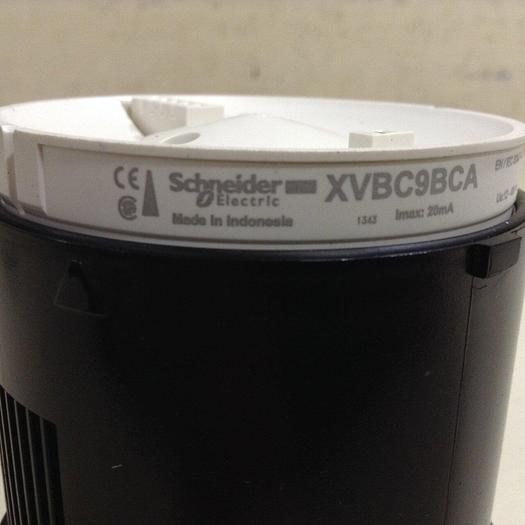 CE Schneider XVBC9BCA
Electric
Made in Indonesia 1343 Imax: 20mA